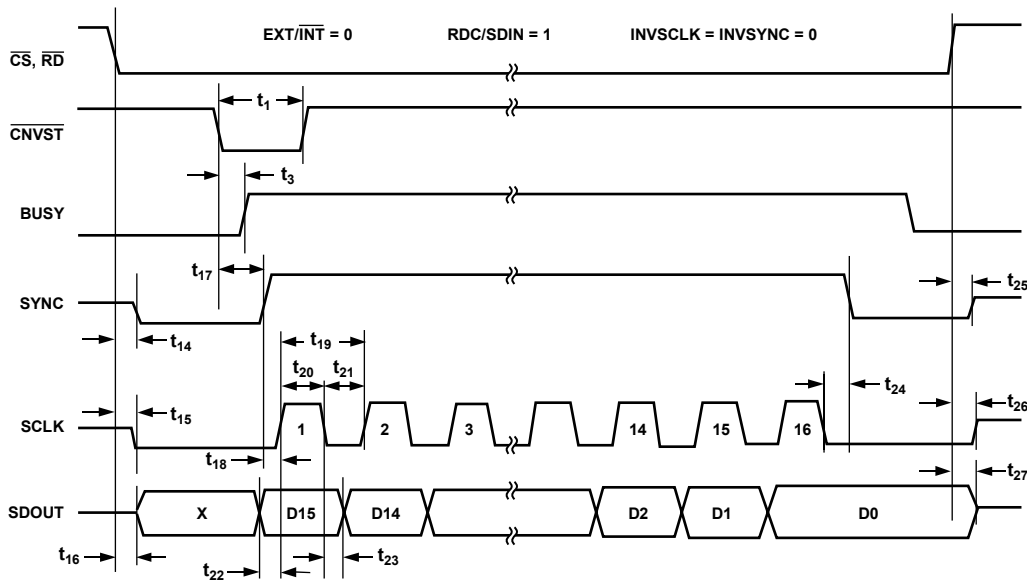 EXT/INT = 0 RDC/SDIN = 1 INVSCLK = INVSYNC = 0
CS, RD
t1
CNVST
t3
BUSY
t17
SYNC
t25
t14
t19
t20 t21
t24
t15
t26
SCLK
1 2 3 14 15 16
t18
t27
SDOUT
X D15 D14 D2 D1 D0
t16
t23
t22